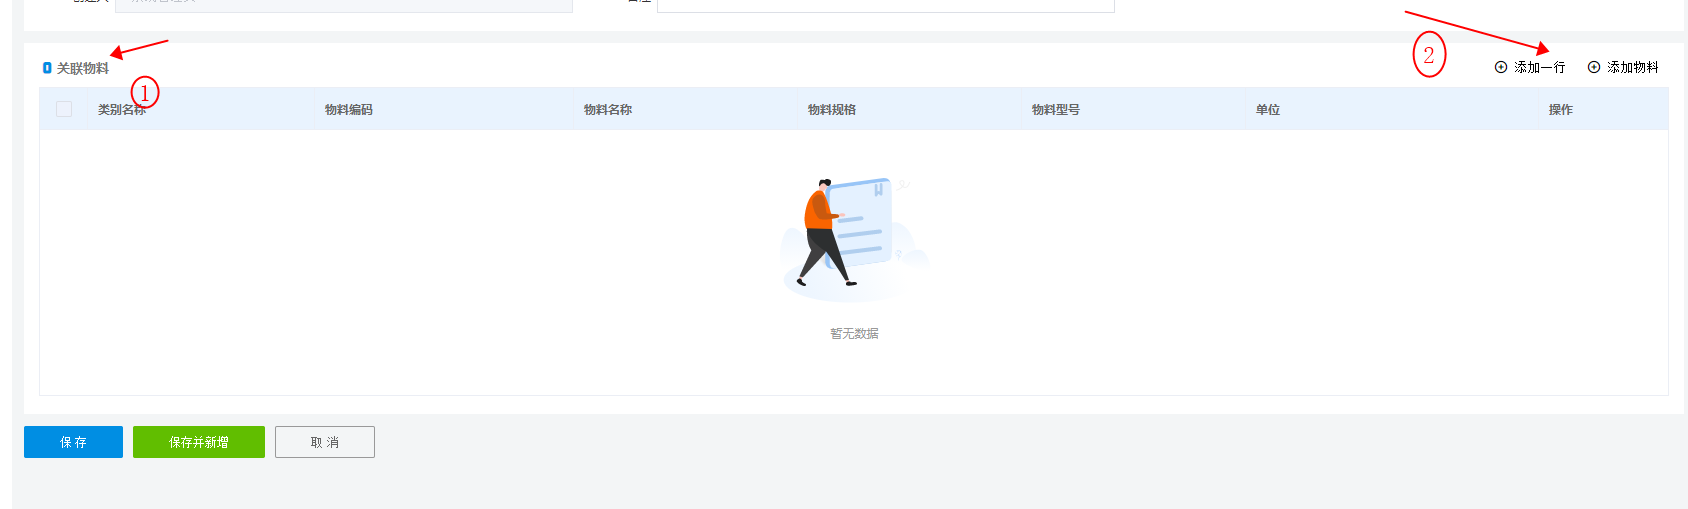 ②
关联物料
添加一行 添加物料
①
类别名称 物料编码 物料名称 物料规格 物料型号 单位 操作
暂无数据
保 存 保存并新增 取 消